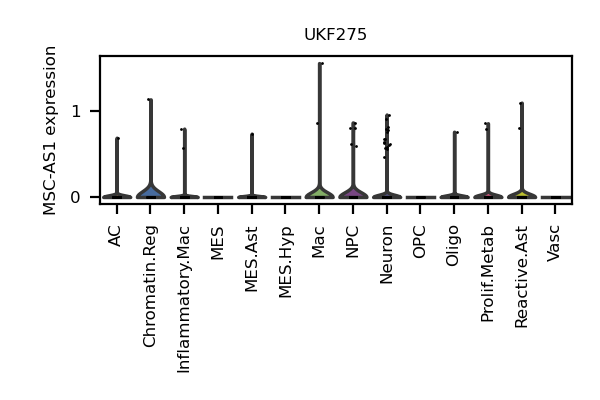 UKF275
MSC-AS1 expression
1
0
AC
Chromatin.Reg
Inflammatory.Mac
MES
MES.Ast
MES.Hyp
Mac
NPC
Neuron
OPC
Oligo
Prolif.Metab
Reactive.Ast
Vasc